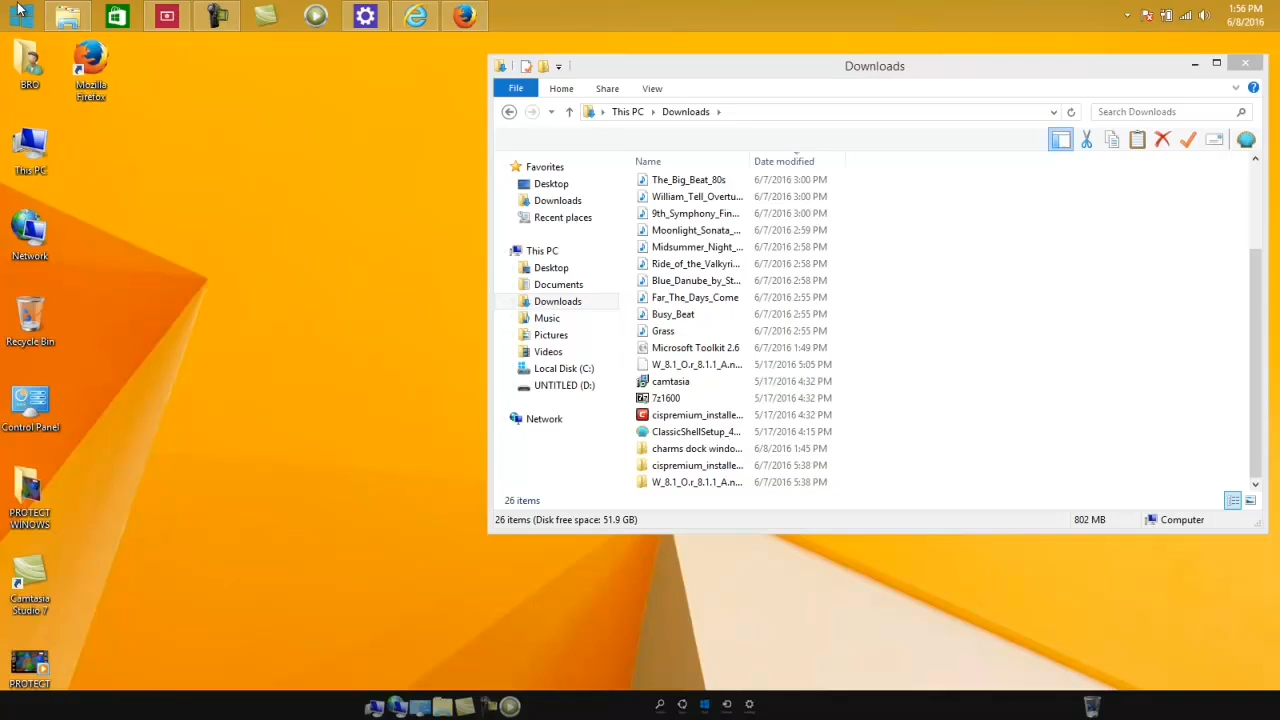 1:56 PM
6/8/2016
BRO
Mozilla
Firefox
This PC
Network
Recycle Bin
Control Panel
PROTECT
WINOWS
Camtasia
Studio 7
PROTECT
Downloads
File Home Share View
This PC Downloads
Search Downloads
Favorites
Desktop
Downloads
Recent places
This PC
Desktop
Documents
Downloads
Music
Pictures
Videos
Local Disk (C:)
UNTITLED (D:)
Network
Name Date modified
The_Big_Beat_80s 6/7/2016 3:00 PM
William_Tell_Overtu... 6/7/2016 3:00 PM
9th_Symphony_Fin... 6/7/2016 3:00 PM
Moonlight_Sonata_... 6/7/2016 2:59 PM
Midsummer_Night_... 6/7/2016 2:58 PM
Ride_of_the_Valkyri... 6/7/2016 2:58 PM
Blue_Danube_by_St... 6/7/2016 2:58 PM
Far_The_Days_Come 6/7/2016 2:55 PM
Busy_Beat 6/7/2016 2:55 PM
Grass 6/7/2016 2:55 PM
Microsoft Toolkit 2.6 6/7/2016 1:49 PM
W_8.1_O.r_8.1.1_A.n... 5/17/2016 5:05 PM
camtasia 5/17/2016 4:32 PM
7z1600 5/17/2016 4:32 PM
cispremium_installe... 5/17/2016 4:32 PM
ClassicShellSetup_4... 5/17/2016 4:15 PM
charms dock windo... 6/8/2016 1:45 PM
cispremium_installe... 6/7/2016 5:38 PM
W_8.1_O.r_8.1.1_A.n... 6/7/2016 5:38 PM
26 items
26 items (Disk free space: 51.9 GB) 802 MB Computer